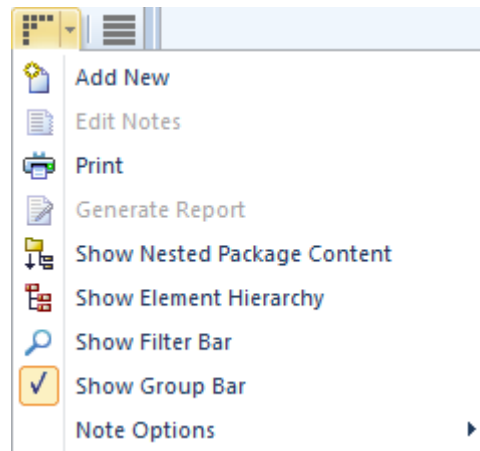 Add New
Edit Notes
Print
Generate Report
Show Nested Package Content
Show Element Hierarchy
Show Filter Bar
Show Group Bar
Note Options